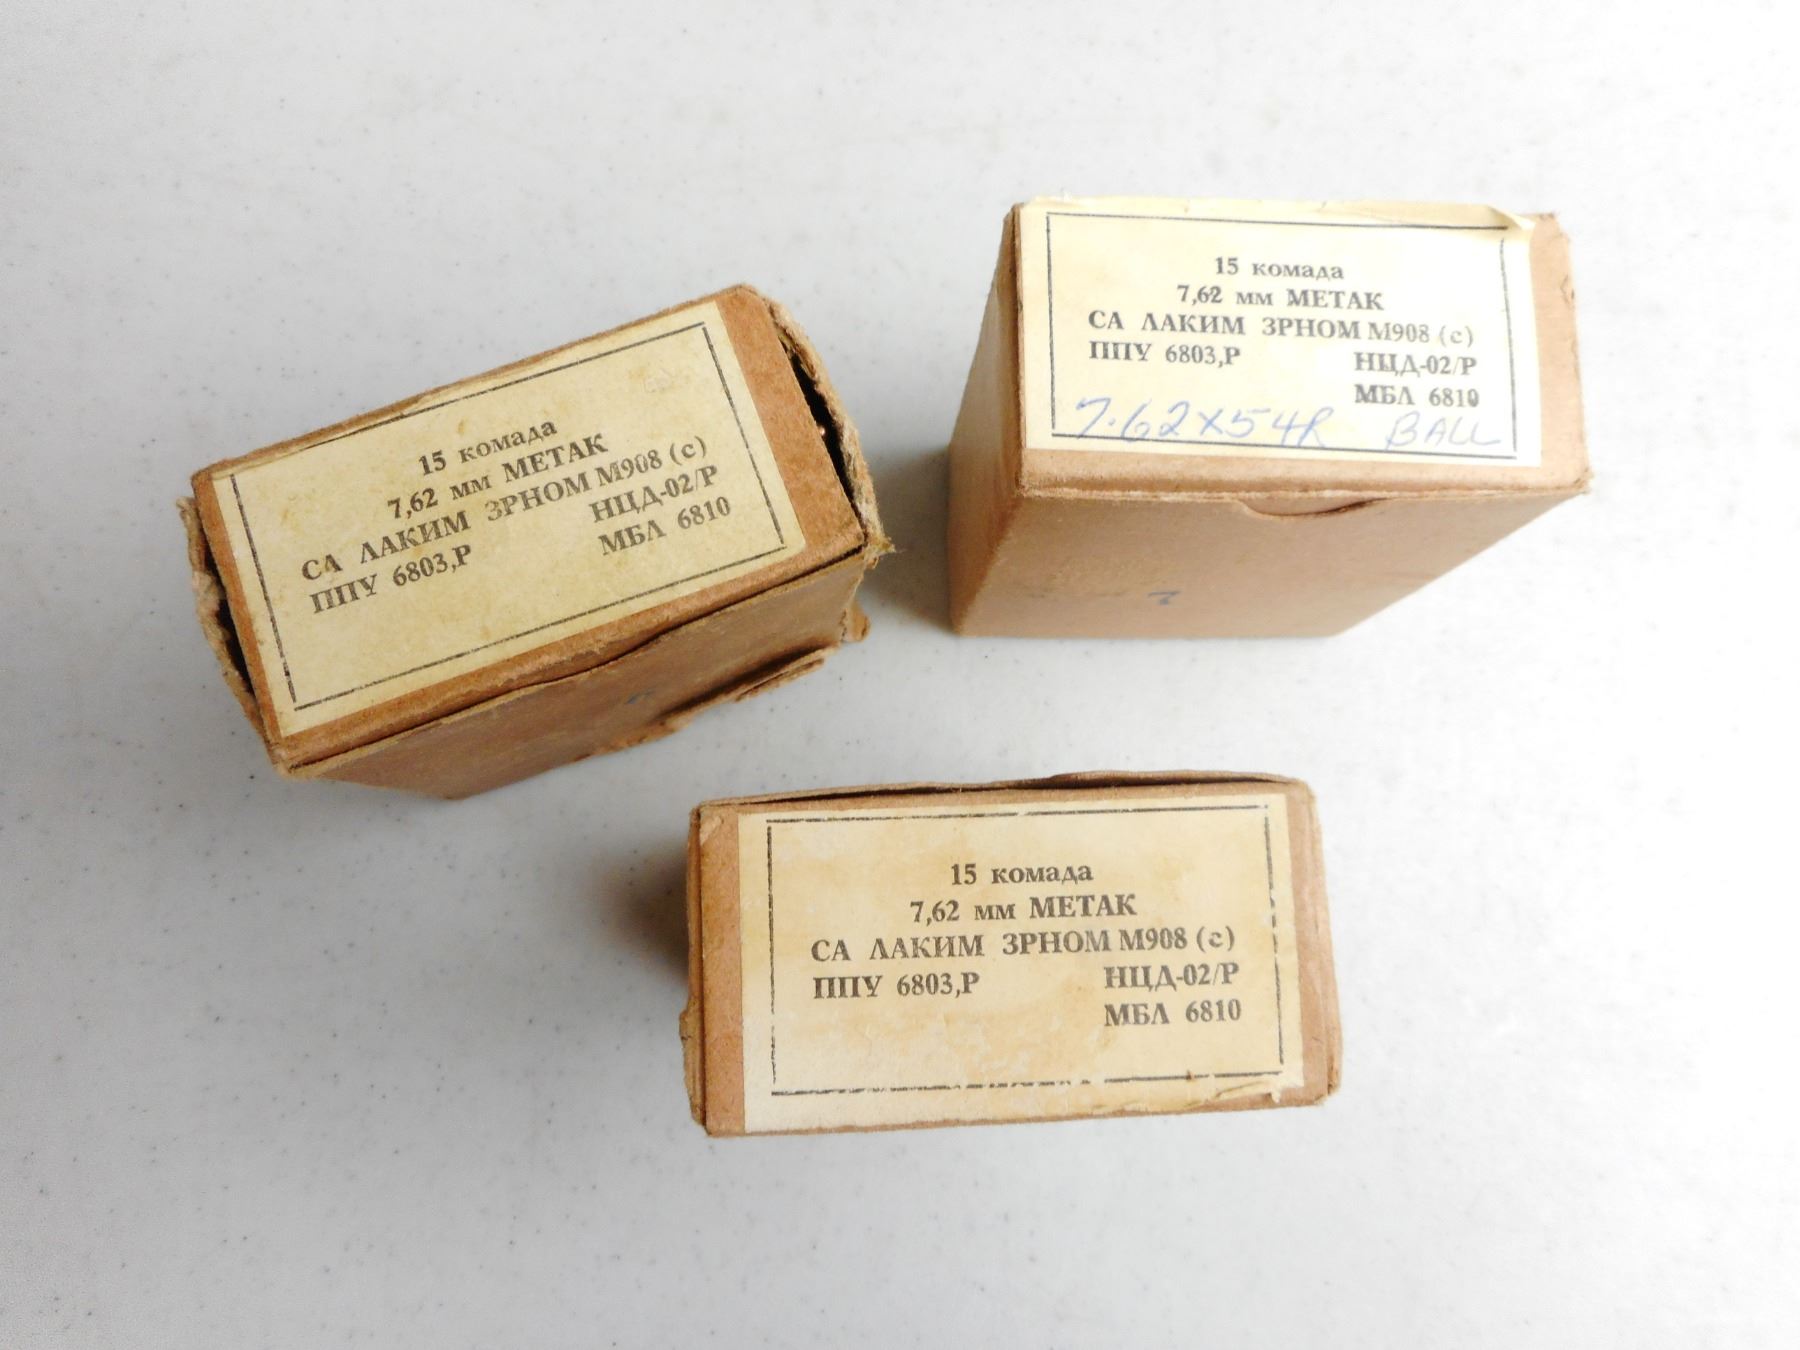 15 комада
7,62 мм МЕТАК
СА ЛАКИМ ЗРНОМ М908 (с)
ППУ 6803,Р НЦД-02/Р
МБЛ 6810
15 комада
7,62 мм МЕТАК
СА ЛАКИМ ЗРНОМ М908 (с)
ППУ 6803,Р НЦД-02/Р
МБЛ 6810
7.62X54R BALL
7
15 комада
7,62 мм МЕТАК
СА ЛАКИМ ЗРНОМ М908 (с)
ППУ 6803,Р НЦД-02/Р
МБЛ 6810